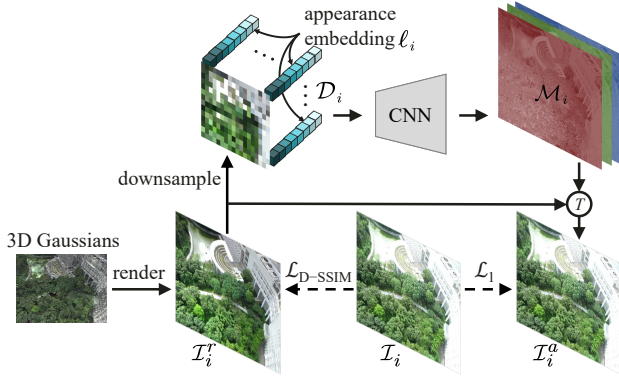 appearance
embedding ℓ_i
𝒟_i
CNN
ℳ_i
downsample
T
3D Gaussians
render
ℒ_D−SSIM
ℒ_1
ℐ_i^r
ℐ_i
ℐ_i^a